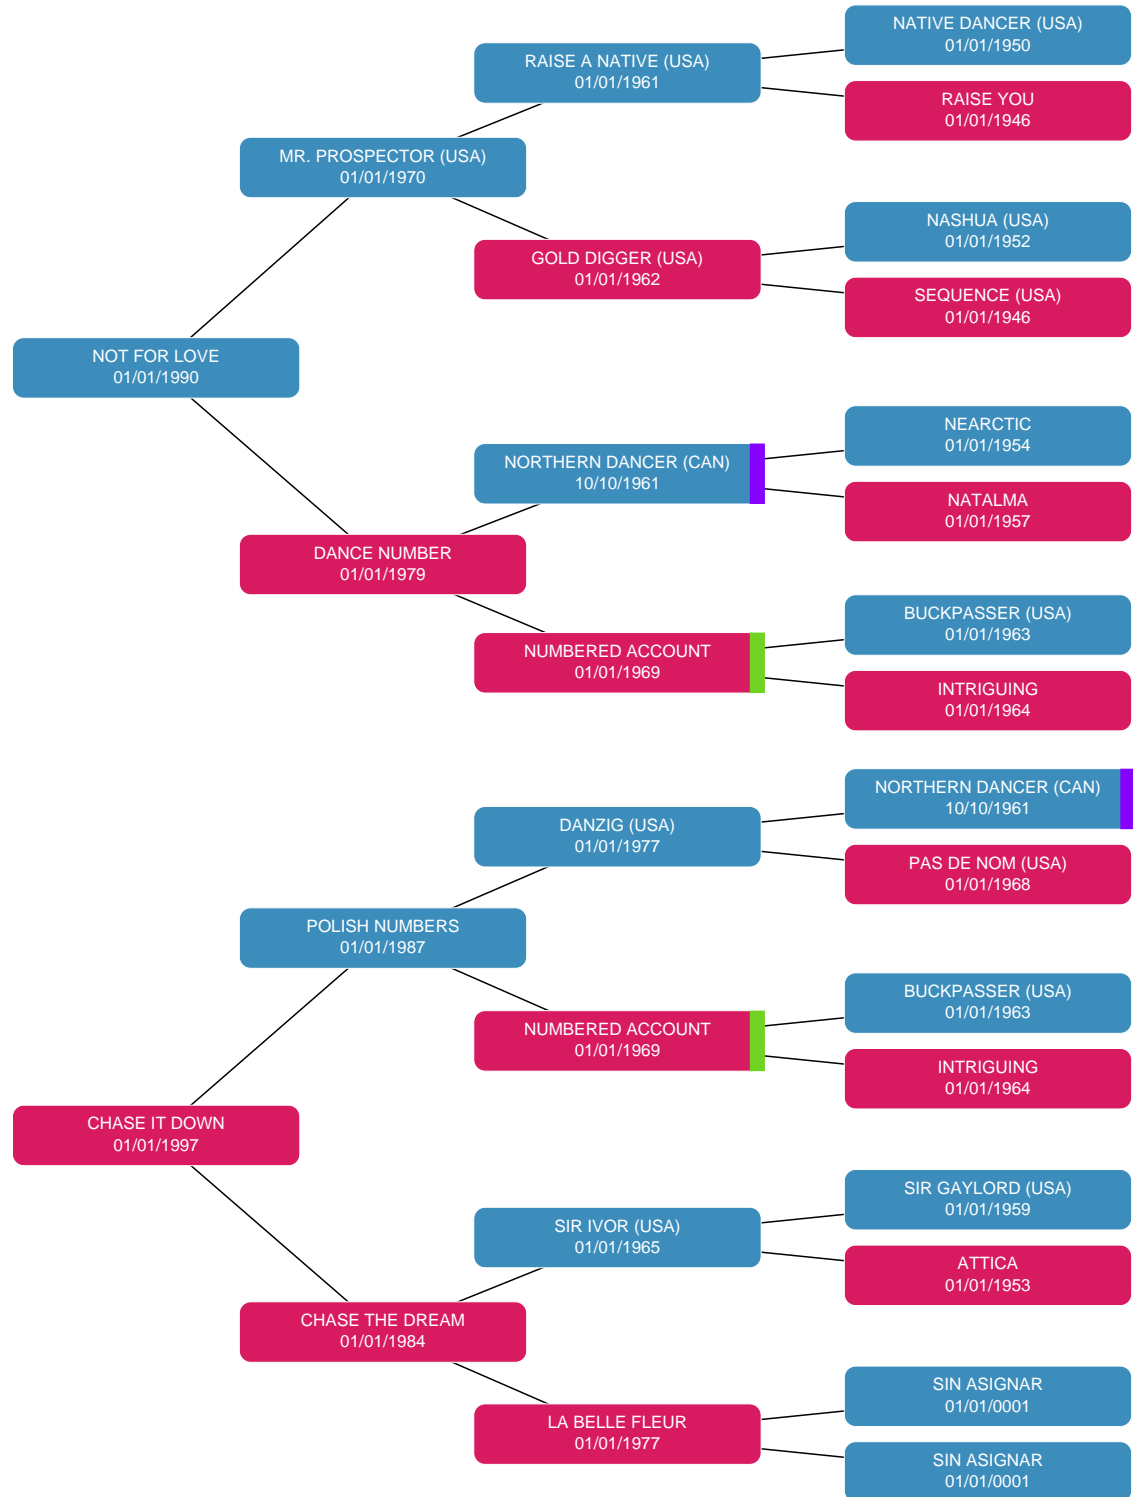 NATIVE DANCER (USA)
01/01/1950
RAISE A NATIVE (USA)
01/01/1961
RAISE YOU
01/01/1946
MR. PROSPECTOR (USA)
01/01/1970
NASHUA (USA)
01/01/1952
GOLD DIGGER (USA)
01/01/1962
SEQUENCE (USA)
01/01/1946
NOT FOR LOVE
01/01/1990
NEARCTIC
01/01/1954
NORTHERN DANCER (CAN)
10/10/1961
NATALMA
01/01/1957
DANCE NUMBER
01/01/1979
BUCKPASSER (USA)
01/01/1963
NUMBERED ACCOUNT
01/01/1969
INTRIGUING
01/01/1964
NORTHERN DANCER (CAN)
10/10/1961
DANZIG (USA)
01/01/1977
PAS DE NOM (USA)
01/01/1968
POLISH NUMBERS
01/01/1987
BUCKPASSER (USA)
01/01/1963
NUMBERED ACCOUNT
01/01/1969
INTRIGUING
01/01/1964
CHASE IT DOWN
01/01/1997
SIR GAYLORD (USA)
01/01/1959
SIR IVOR (USA)
01/01/1965
ATTICA
01/01/1953
CHASE THE DREAM
01/01/1984
SIN ASIGNAR
01/01/0001
LA BELLE FLEUR
01/01/1977
SIN ASIGNAR
01/01/0001